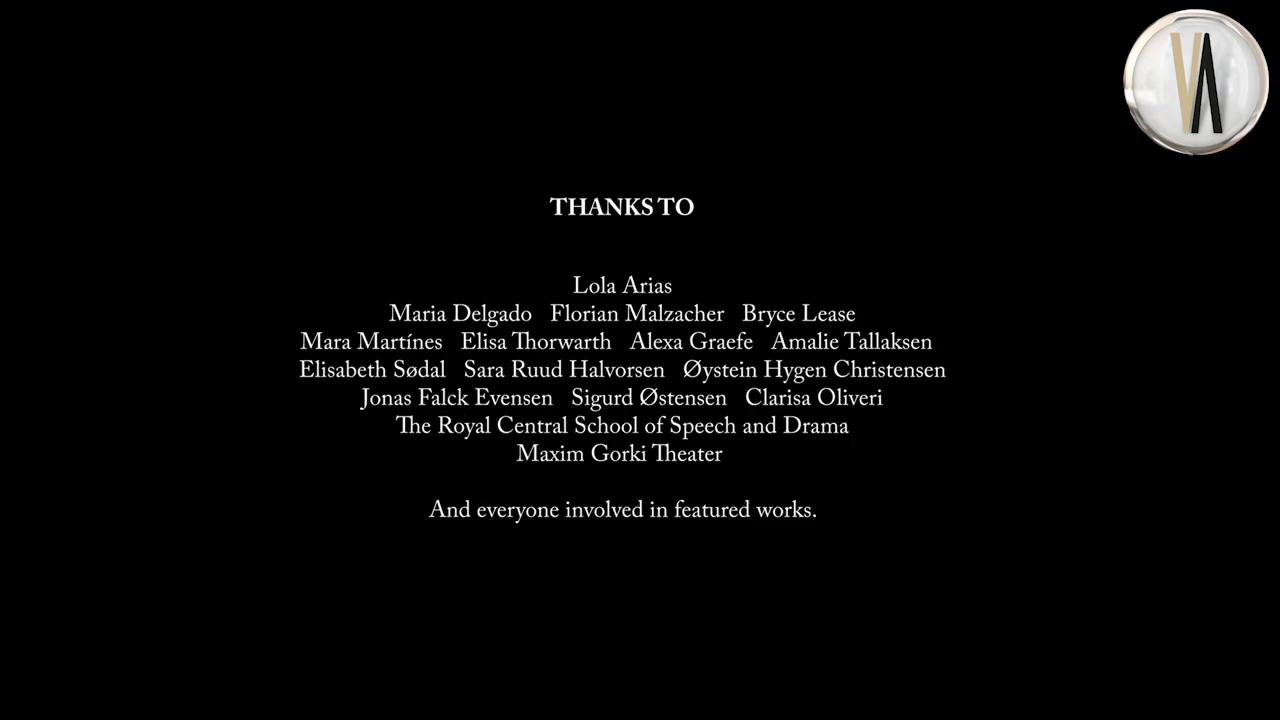 VA
THANKS TO
Lola Arias
Maria Delgado Florian Malzacher Bryce Lease
Mara Martínes Elisa Thorwarth Alexa Graefe Amalie Tallaksen
Elisabeth Sødal Sara Ruud Halvorsen Øystein Hygen Christensen
Jonas Falck Evensen Sigurd Østensen Clarisa Oliveri
The Royal Central School of Speech and Drama
Maxim Gorki Theater
And everyone involved in featured works.